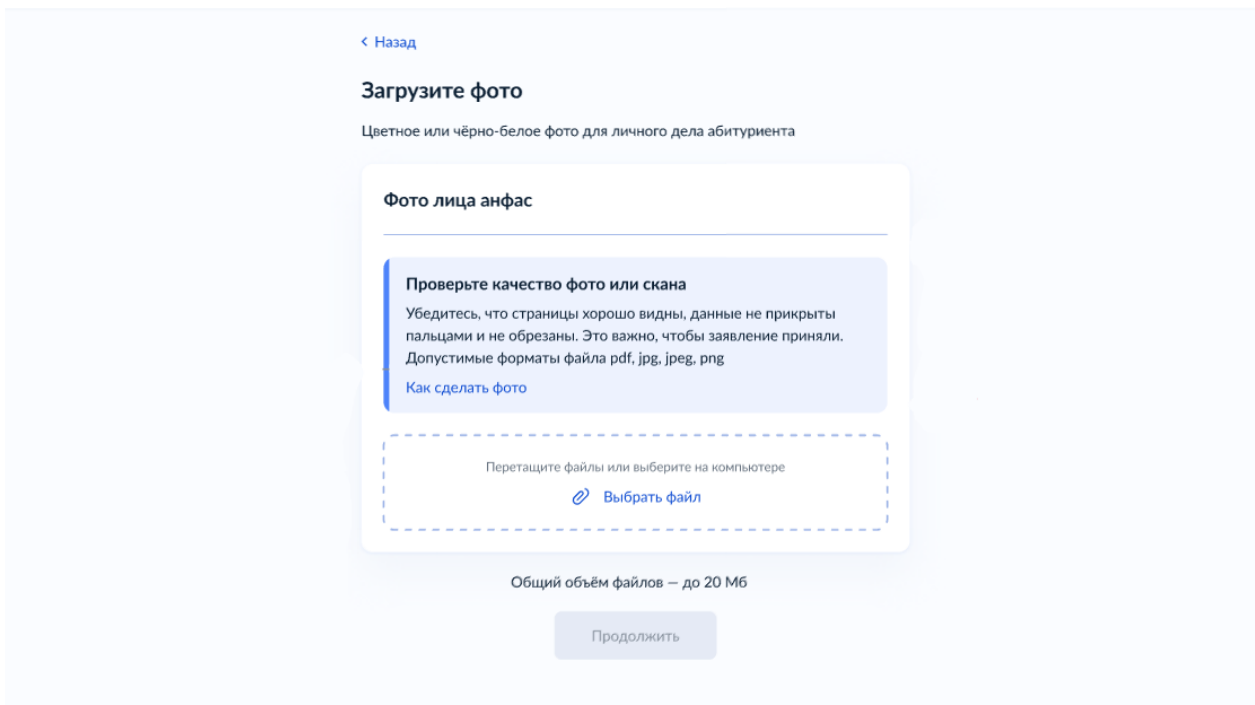 Назад
Загрузите фото
Цветное или чёрно-белое фото для личного дела абитуриента
Фото лица анфас
Проверьте качество фото или скана
Убедитесь, что страницы хорошо видны, данные не прикрыты
пальцами и не обрезаны. Это важно, чтобы заявление приняли.
Допустимые форматы файла pdf, jpg, jpeg, png
Как сделать фото
Перетащите файлы или выберите на компьютере
Выбрать файл
Общий объём файлов — до 20 Мб
Продолжить